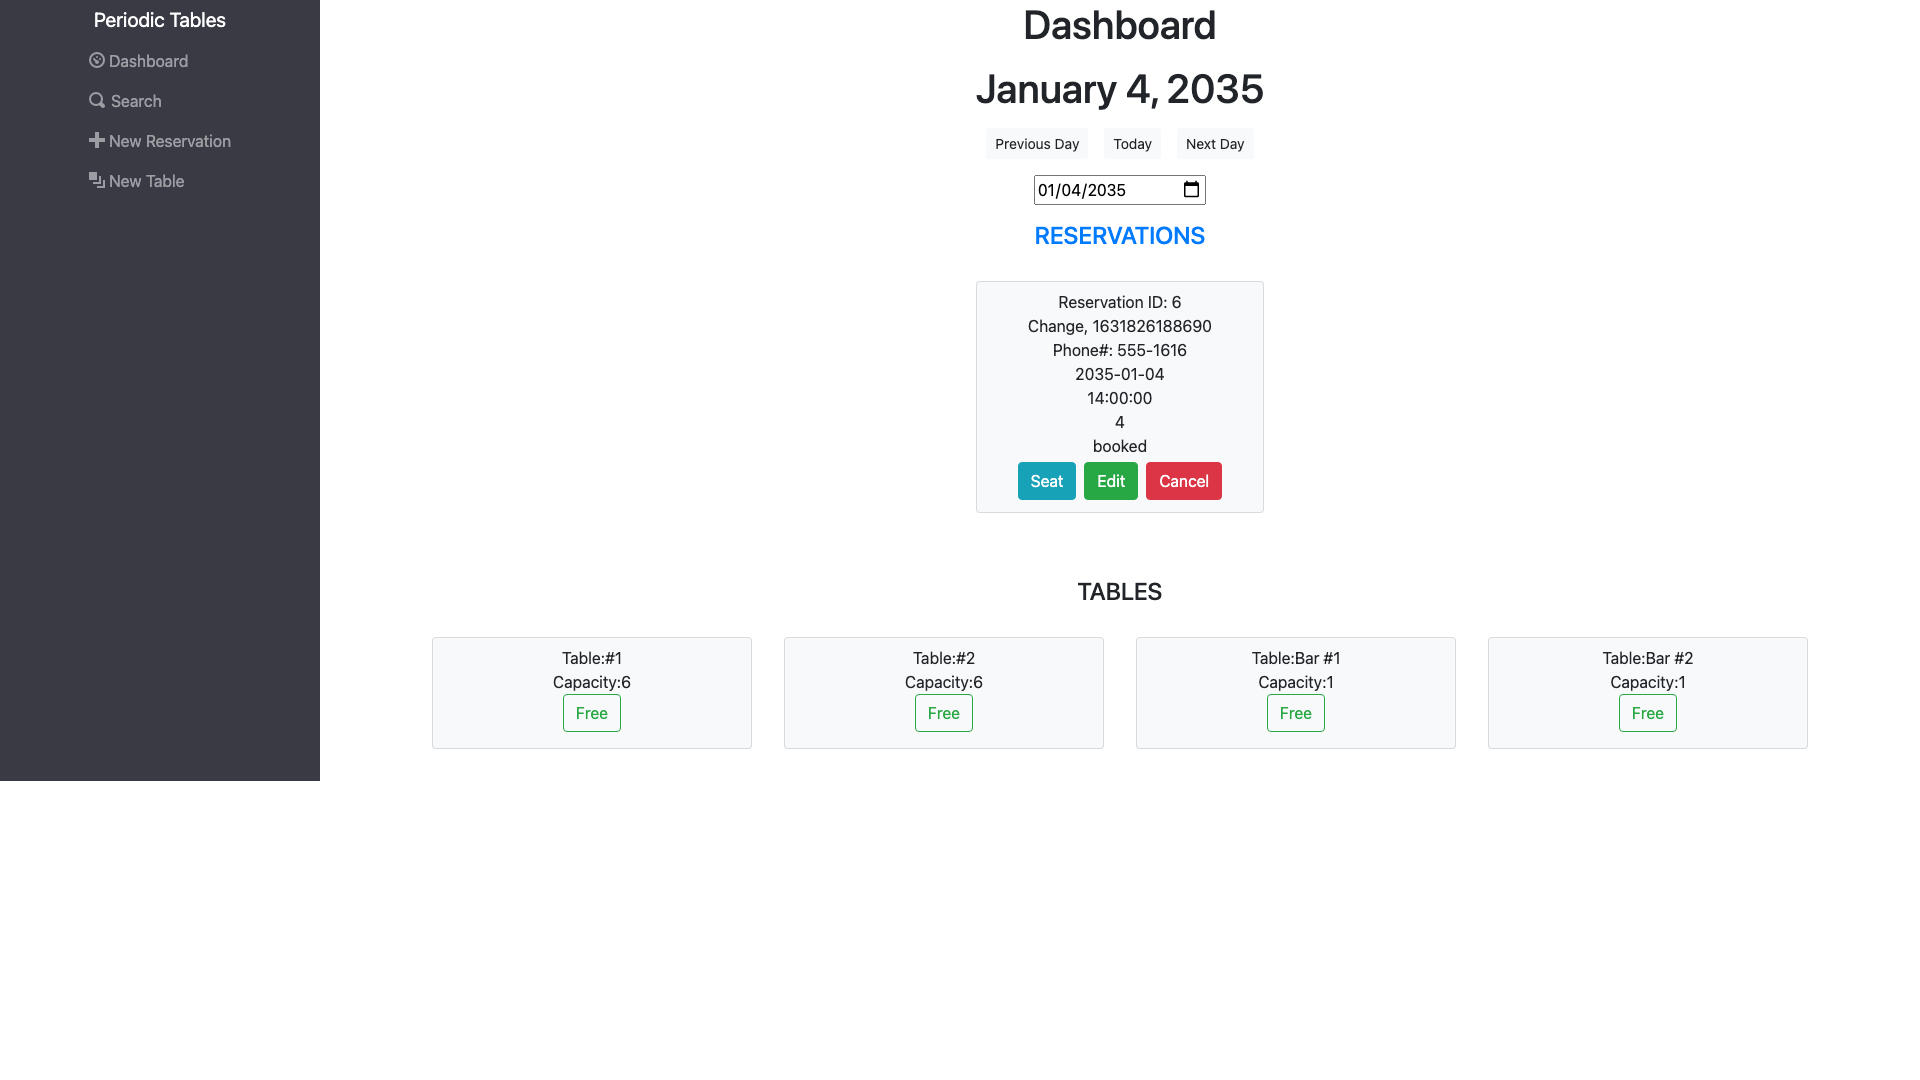 Periodic Tables
Dashboard
Search
New Reservation
New Table
Dashboard
January 4, 2035
Previous Day Today Next Day
01/04/2035
RESERVATIONS
Reservation ID: 6
Change, 1631826188690
Phone#: 555-1616
2035-01-04
14:00:00
4
booked
Seat Edit Cancel
TABLES
Table:#1
Capacity:6
Free
Table:#2
Capacity:6
Free
Table:Bar #1
Capacity:1
Free
Table:Bar #2
Capacity:1
Free